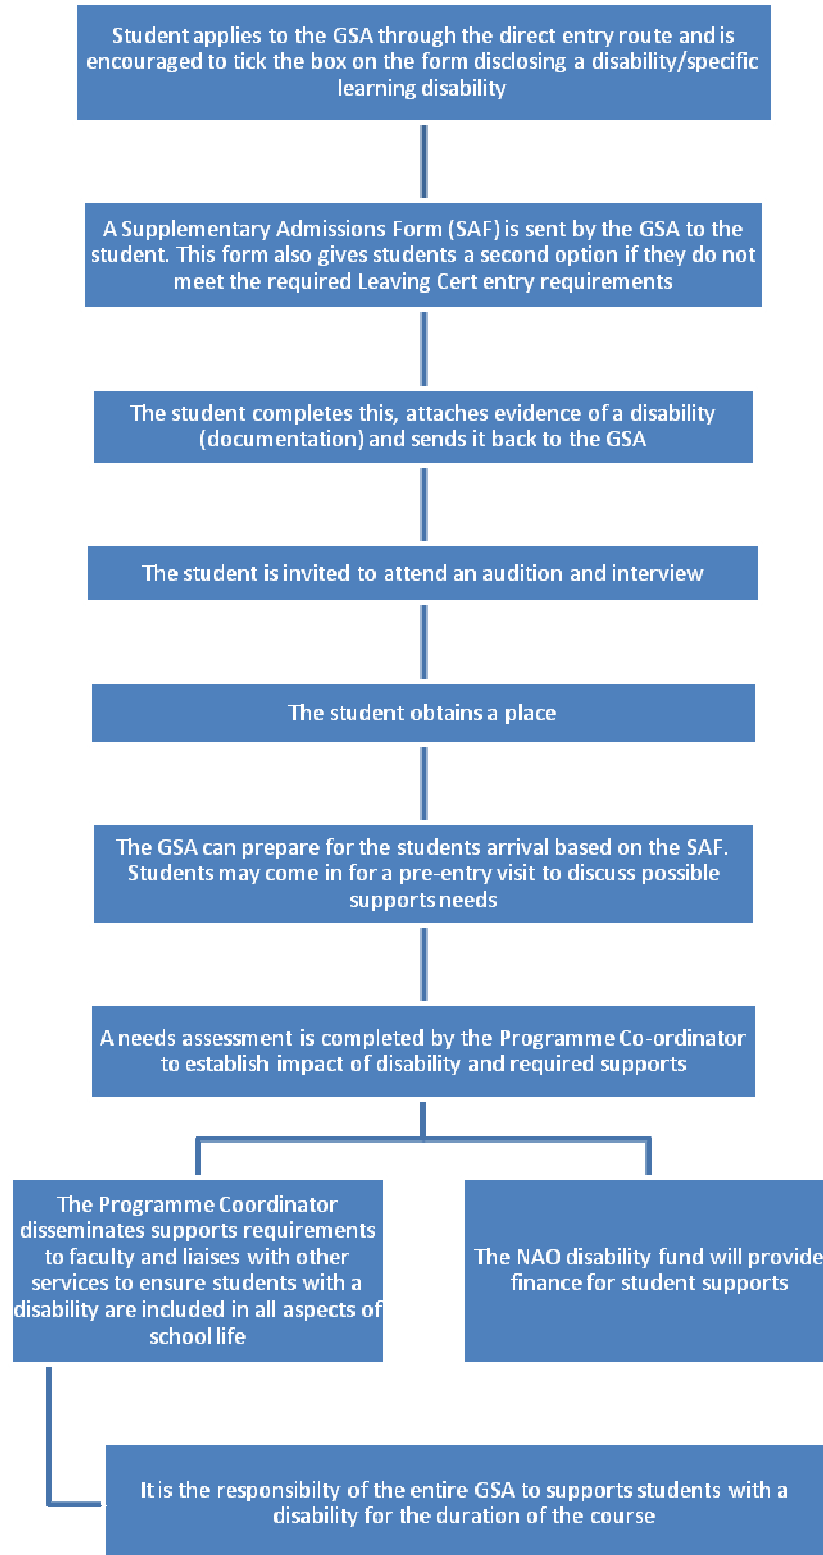 Student applies to the GSA through the direct entry route and is
encouraged to tick the box on the form disclosing a disability/specific
learning disability
A Supplementary Admissions Form (SAF) is sent by the GSA to the
student. This form also gives students a second option if they do not
meet the required Leaving Cert entry requirements
The student completes this, attaches evidence of a disability
(documentation) and sends it back to the GSA
The student is invited to attend an audition and interview
The student obtains a place
The GSA can prepare for the students arrival based on the SAF.
Students may come in for a pre-entry visit to discuss possible
supports needs
A needs assessment is completed by the Programme Co-ordinator
to establish impact of disability and required supports
The Programme Coordinator
disseminates supports requirements
to faculty and liaises with other
services to ensure students with a
disability are included in all aspects of
school life
The NAO disability fund will provide
finance for student supports
It is the responsibilty of the entire GSA to supports students with a
disability for the duration of the course